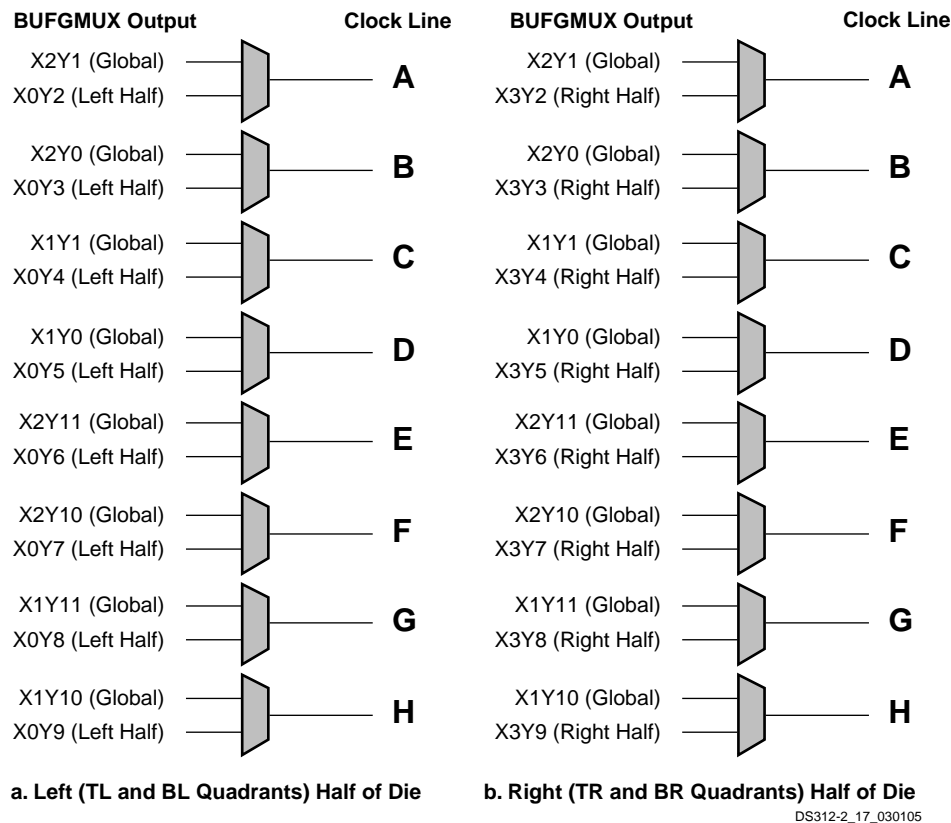 BUFGMUX Output Clock Line
X2Y1 (Global)
X0Y2 (Left Half)
A
X2Y0 (Global)
X0Y3 (Left Half)
B
X1Y1 (Global)
X0Y4 (Left Half)
C
X1Y0 (Global)
X0Y5 (Left Half)
D
X2Y11 (Global)
X0Y6 (Left Half)
E
X2Y10 (Global)
X0Y7 (Left Half)
F
X1Y11 (Global)
X0Y8 (Left Half)
G
X1Y10 (Global)
X0Y9 (Left Half)
H
a. Left (TL and BL Quadrants) Half of Die
BUFGMUX Output Clock Line
X2Y1 (Global)
X3Y2 (Right Half)
A
X2Y0 (Global)
X3Y3 (Right Half)
B
X1Y1 (Global)
X3Y4 (Right Half)
C
X1Y0 (Global)
X3Y5 (Right Half)
D
X2Y11 (Global)
X3Y6 (Right Half)
E
X2Y10 (Global)
X3Y7 (Right Half)
F
X1Y11 (Global)
X3Y8 (Right Half)
G
X1Y10 (Global)
X3Y9 (Right Half)
H
b. Right (TR and BR Quadrants) Half of Die
DS312-2_17_030105